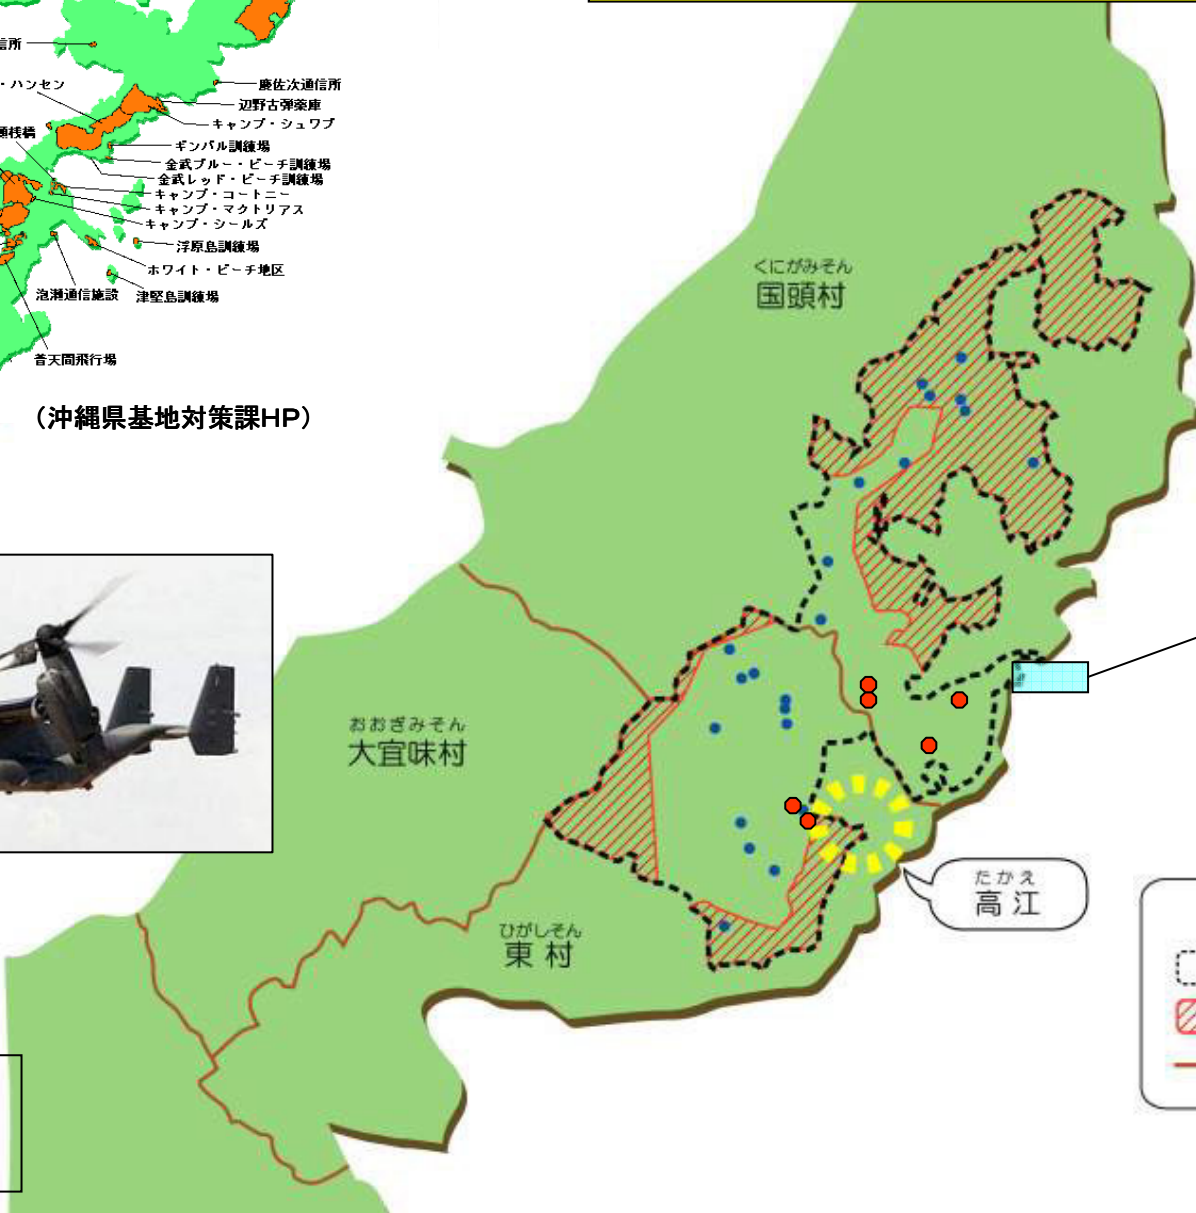 信所
・ハンセン
慶佐次通信所
辺野古弾薬庫
キャンプ・シュワブ
ギンバル訓練場
金武ブルー・ビーチ訓練場
金武レッド・ビーチ訓練場
キャンプ・コートニー
キャンプ・マクトリアス
キャンプ・シールズ
浮原島訓練場
ホワイト・ビーチ地区
泡瀬通信施設
津堅島訓練場
普天間飛行場
（沖縄県基地対策課HP）
くにがみそん
国頭村
おおぎみそん
大宜味村
ひがしそん
東村
たかえ
高江